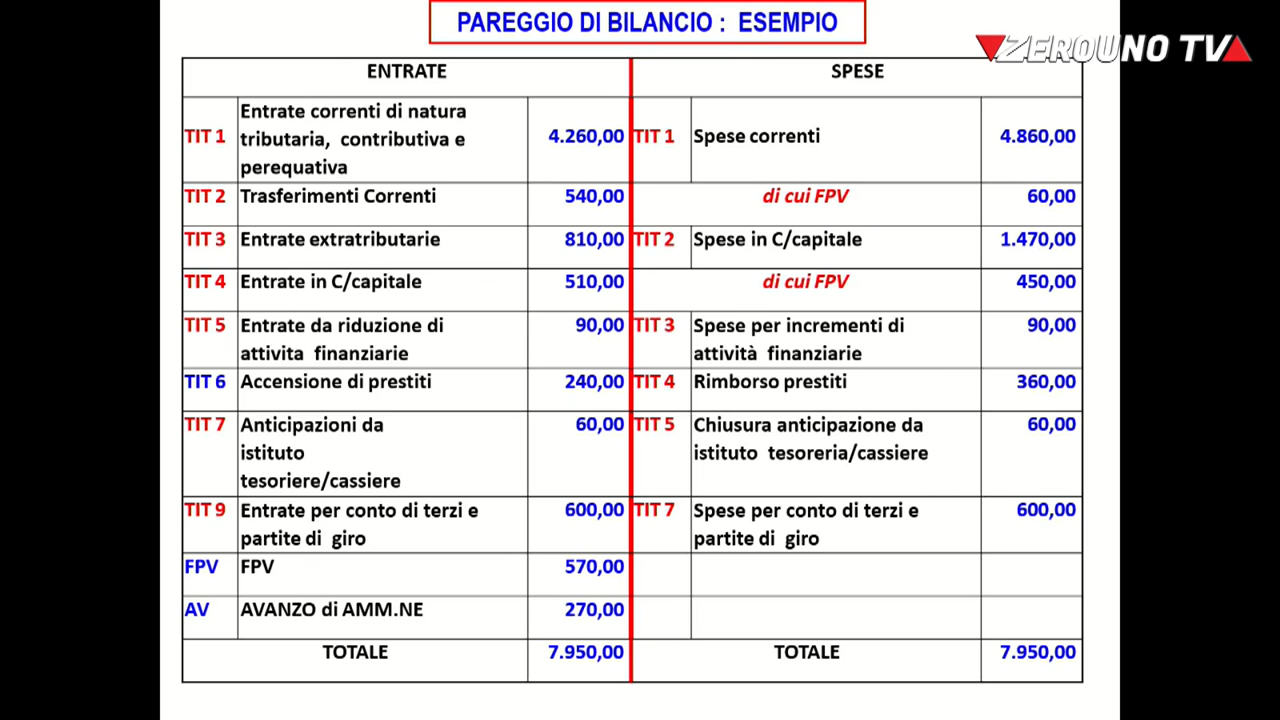 PAREGGIO DI BILANCIO : ESEMPIO
ZEROUNO TV
ENTRATE SPESE
TIT 1 Entrate correnti di natura
tributaria, contributiva e
perequativa 4.260,00 TIT 1 Spese correnti 4.860,00
TIT 2 Trasferimenti Correnti 540,00 di cui FPV 60,00
TIT 3 Entrate extratributarie 810,00 TIT 2 Spese in C/capitale 1.470,00
TIT 4 Entrate in C/capitale 510,00 di cui FPV 450,00
TIT 5 Entrate da riduzione di 90,00 TIT 3 Spese per incrementi di 90,00
attivita finanziarie attività finanziarie
TIT 6 Accensione di prestiti 240,00 TIT 4 Rimborso prestiti 360,00
TIT 7 Anticipazioni da 60,00 TIT 5 Chiusura anticipazione da 60,00
istituto istituto tesoreria/cassiere
tesoriere/cassiere
TIT 9 Entrate per conto di terzi e 600,00 TIT 7 Spese per conto di terzi e 600,00
partite di giro partite di giro
FPV FPV 570,00
AV AVANZO di AMM.NE 270,00
TOTALE 7.950,00 TOTALE 7.950,00